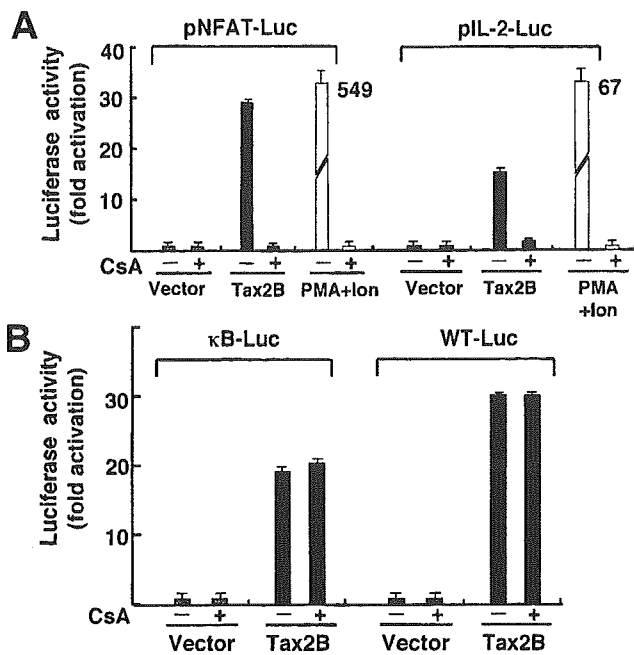 A
pNFAT-Luc
pIL-2-Luc
Luciferase activity
(fold activation)
40
30
20
10
549
67
CsA − + − + − + − + − + − +
Vector Tax2B PMA+Ion Vector Tax2B PMA
+Ion
B
κB-Luc
WT-Luc
Luciferase activity
(fold activation)
30
20
10
CsA − + − + − + − +
Vector Tax2B Vector Tax2B